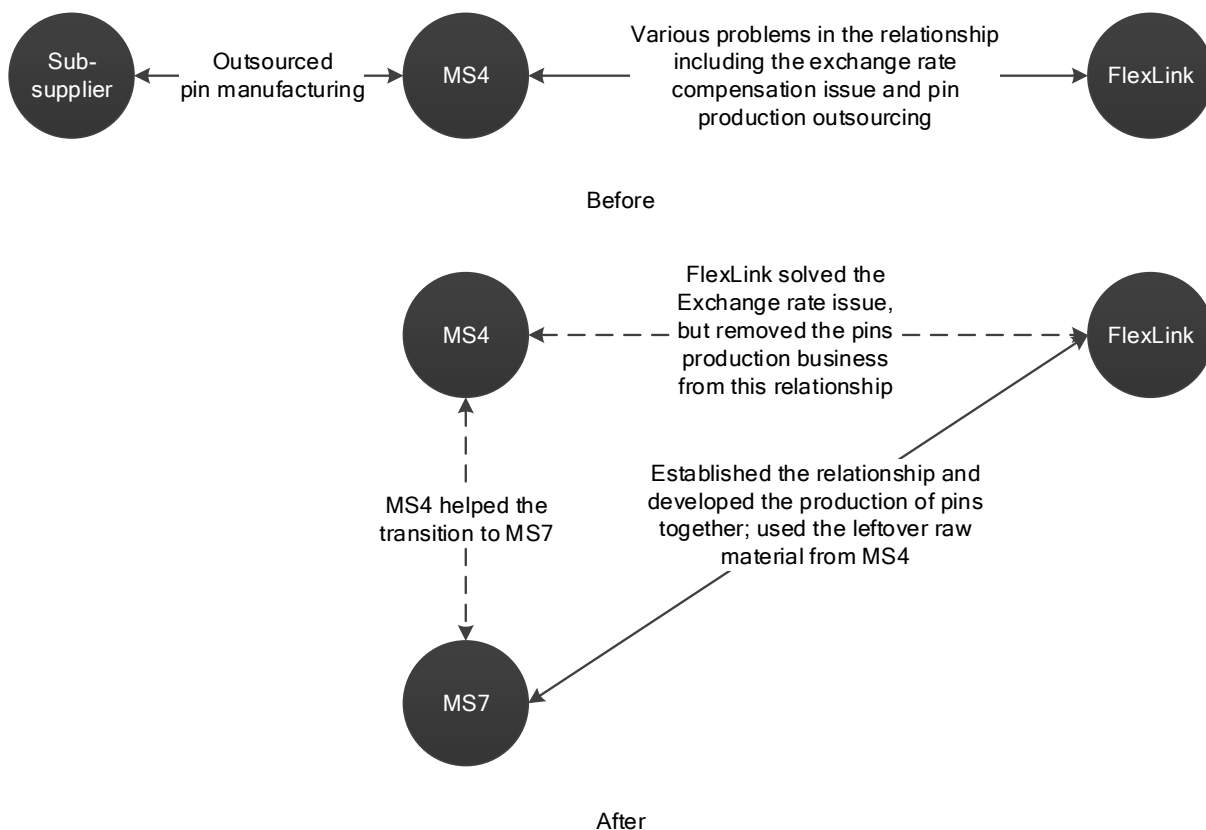 Sub-
supplier
Outsourced
pin manufacturing
MS4
Various problems in the relationship
including the exchange rate
compensation issue and pin
production outsourcing
FlexLink
Before
MS4
FlexLink solved the
Exchange rate issue,
but removed the pins
production business
from this relationship
FlexLink
MS4 helped the
transition to MS7
Established the relationship and
developed the production of pins
together; used the leftover raw
material from MS4
MS7
After